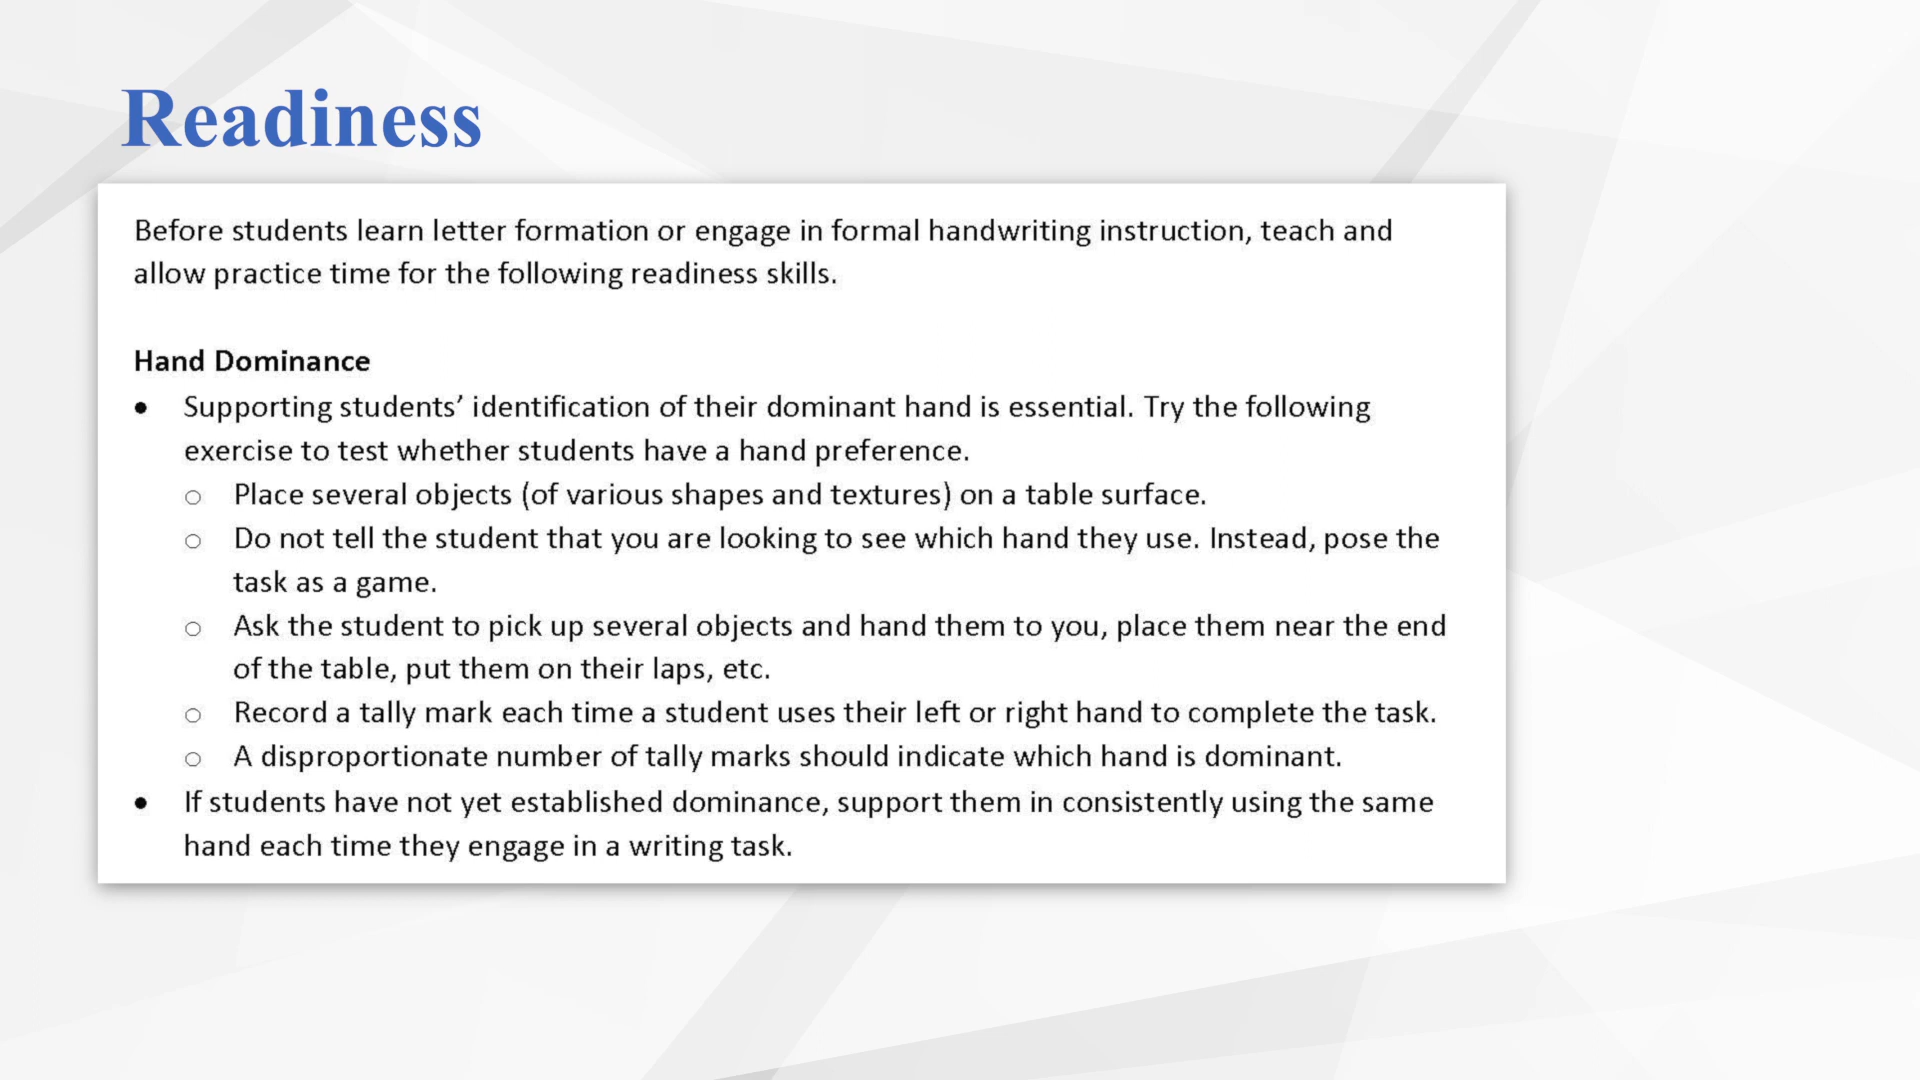 Readiness
Before students learn letter formation or engage in formal handwriting instruction, teach and
allow practice time for the following readiness skills.
Hand Dominance
• Supporting students’ identification of their dominant hand is essential. Try the following
exercise to test whether students have a hand preference.
○ Place several objects (of various shapes and textures) on a table surface.
○ Do not tell the student that you are looking to see which hand they use. Instead, pose the
task as a game.
○ Ask the student to pick up several objects and hand them to you, place them near the end
of the table, put them on their laps, etc.
○ Record a tally mark each time a student uses their left or right hand to complete the task.
○ A disproportionate number of tally marks should indicate which hand is dominant.
• If students have not yet established dominance, support them in consistently using the same
hand each time they engage in a writing task.